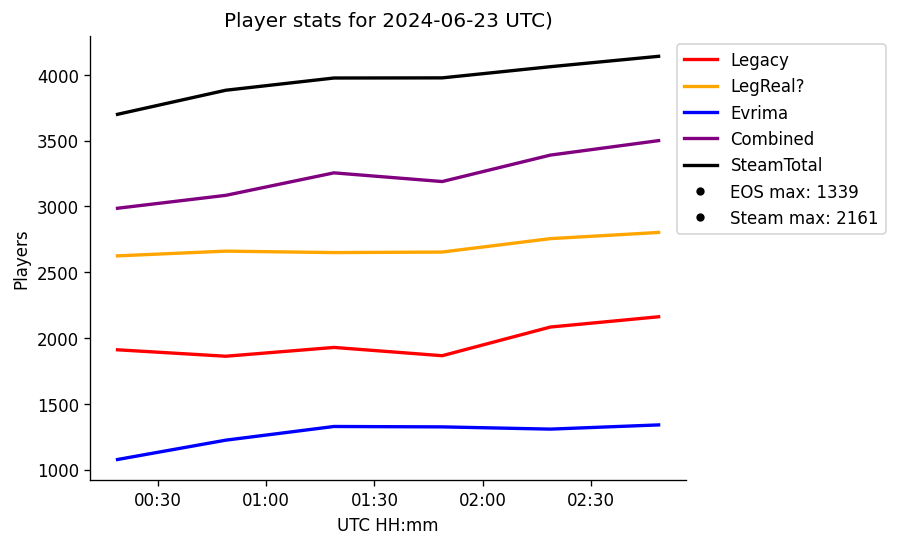 Player stats for 2024-06-23 UTC)
Legacy
LegReal?
Evrima
Combined
SteamTotal
EOS max: 1339
Steam max: 2161
Players
4000
3500
3000
2500
2000
1500
1000
00:30 01:00 01:30 02:00 02:30
UTC HH:mm